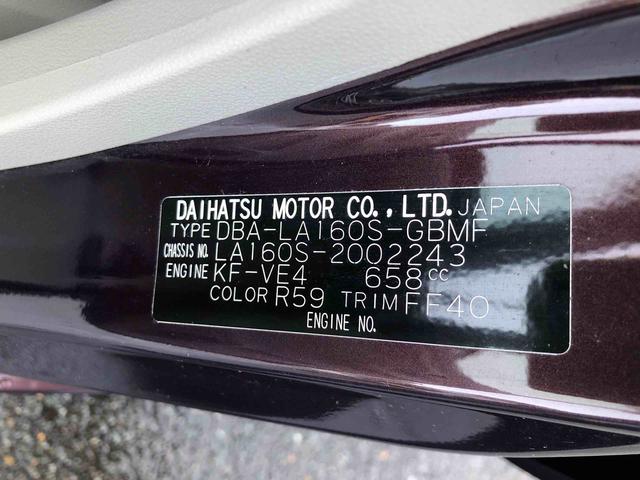 DAIHATSU MOTOR CO., LTD. JAPAN
TYPE DBA-LA160S-GBMF
CHASSIS NO. LA160S-2002243
ENGINE KF-VE4 658cc
COLOR R59 TRIM FF40
ENGINE NO.